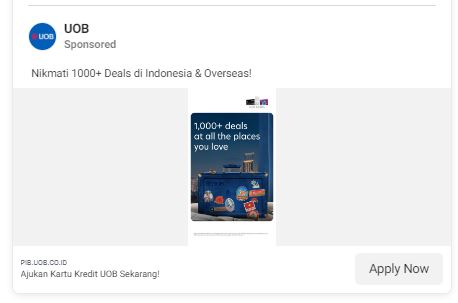 UOB
UOB
Sponsored
Nikmati 1000+ Deals di Indonesia & Overseas!
1,000+ deals
at all the places
you love
PIB.UOB.CO.ID
Ajukan Kartu Kredit UOB Sekarang!
Apply Now